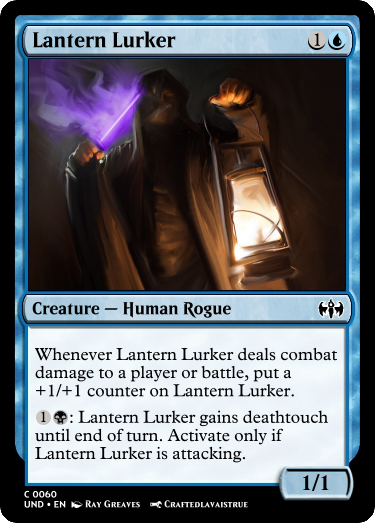 Lantern Lurker 1
Creature — Human Rogue
Whenever Lantern Lurker deals combat
damage to a player or battle, put a
+1/+1 counter on Lantern Lurker.
1 : Lantern Lurker gains deathtouch
until end of turn. Activate only if
Lantern Lurker is attacking.
1/1
C 0060
UND • EN Ray Greaves Craftedlavaistrue